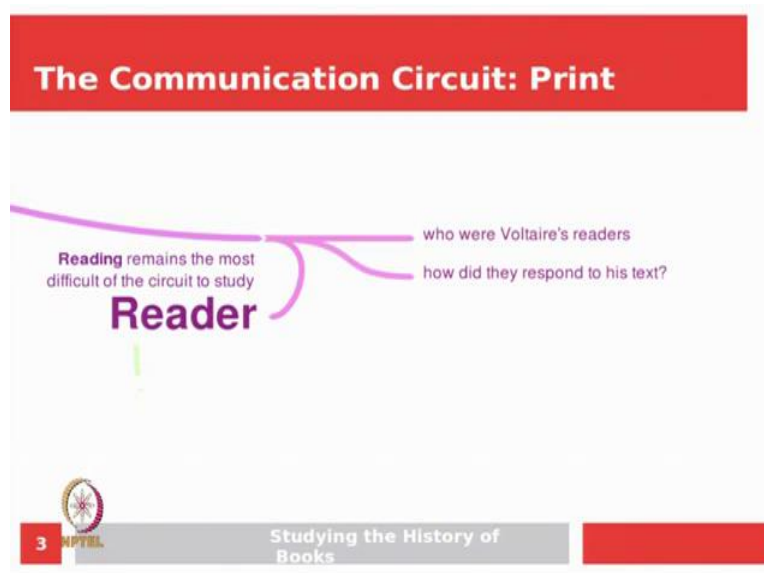 The Communication Circuit: Print
who were Voltaire's readers
Reading remains the most
difficult of the circuit to study
how did they respond to his text?
Reader
3
NPTEL
Studying the History of
Books